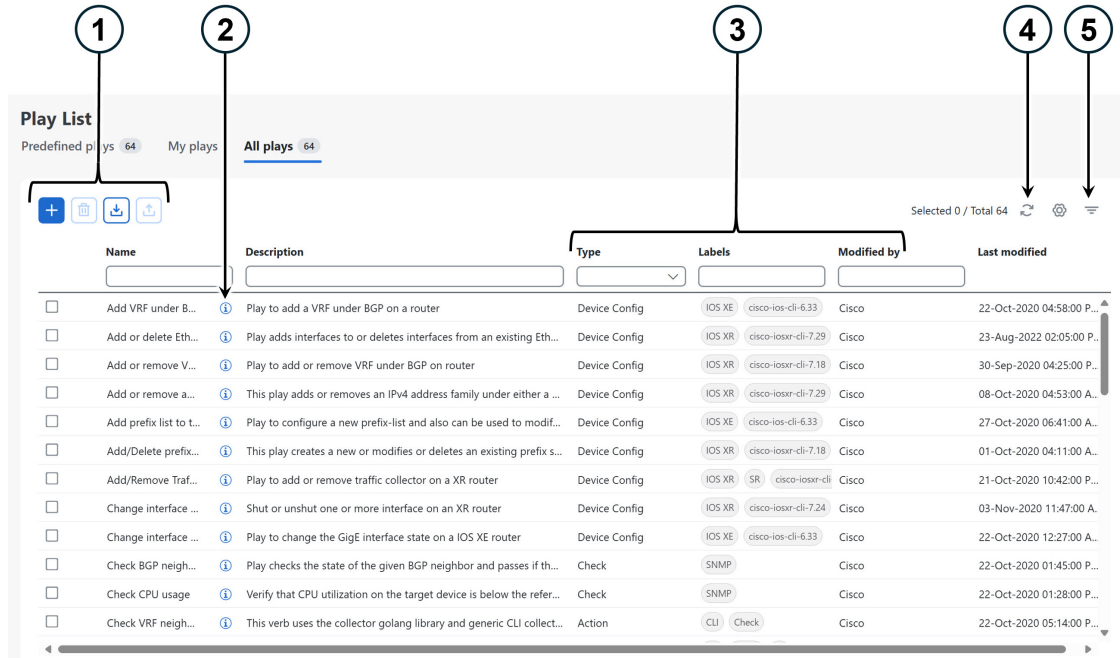 1 2 3 4 5
Play List
Predefined plays 64 My plays All plays 64
Selected 0 / Total 64
Name Description Type Labels Modified by Last modified
Add VRF under B... Play to add a VRF under BGP on a router Device Config IOS XE cisco-ios-cli-6.33 Cisco 22-Oct-2020 04:58:00 P...
Add or delete Eth... Play adds interfaces to or deletes interfaces from an existing Eth... Device Config IOS XR cisco-iosxr-cli-7.29 Cisco 23-Aug-2022 02:05:00 P..
Add or remove V... Play to add or remove VRF under BGP on router Device Config IOS XR cisco-iosxr-cli-7.18 Cisco 30-Sep-2020 04:25:00 P...
Add or remove a... This play adds or removes an IPv4 address family under either a ... Device Config IOS XR cisco-iosxr-cli-7.29 Cisco 08-Oct-2020 04:53:00 A...
Add prefix list to t... Play to configure a new prefix-list and also can be used to modif... Device Config IOS XE cisco-ios-cli-6.33 Cisco 27-Oct-2020 06:41:00 A...
Add/Delete prefix... This play creates a new or modifies or deletes an existing prefix s... Device Config IOS XR cisco-iosxr-cli-7.18 Cisco 01-Oct-2020 04:11:00 A...
Add/Remove Traf... Play to add or remove traffic collector on a XR router Device Config IOS XR SR cisco-iosxr-cli Cisco 21-Oct-2020 10:42:00 P...
Change interface ... Shut or unshut one or more interface on an XR router Device Config IOS XR cisco-iosxr-cli-7.24 Cisco 03-Nov-2020 11:47:00 A.
Change interface ... Play to change the GigE interface state on a IOS XE router Device Config IOS XE cisco-ios-cli-6.33 Cisco 22-Oct-2020 12:27:00 A...
Check BGP neigh... Play checks the state of the given BGP neighbor and passes if th... Check SNMP Cisco 22-Oct-2020 01:45:00 P...
Check CPU usage Verify that CPU utilization on the target device is below the refer... Check SNMP Cisco 22-Oct-2020 01:28:00 P...
Check VRF neigh... This verb uses the collector golang library and generic CLI collect... Action CLI Check Cisco 22-Oct-2020 05:14:00 P...